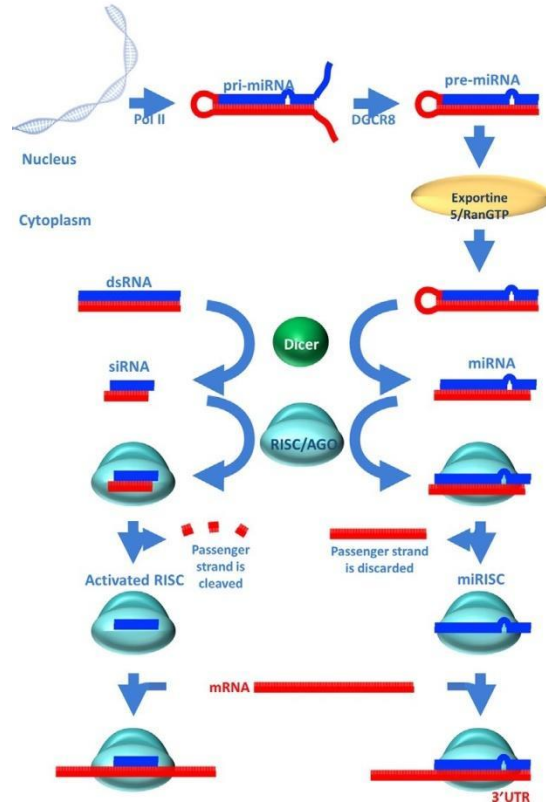 pri-miRNA
pre-miRNA
Pol II
DGCR8
Nucleus
Exportine
5/RanGTP
Cytoplasm
dsRNA
Dicer
siRNA
miRNA
RISC/AGO
Passenger
strand is
cleaved
Passenger strand
is discarded
Activated RISC
miRISC
mRNA
3'UTR